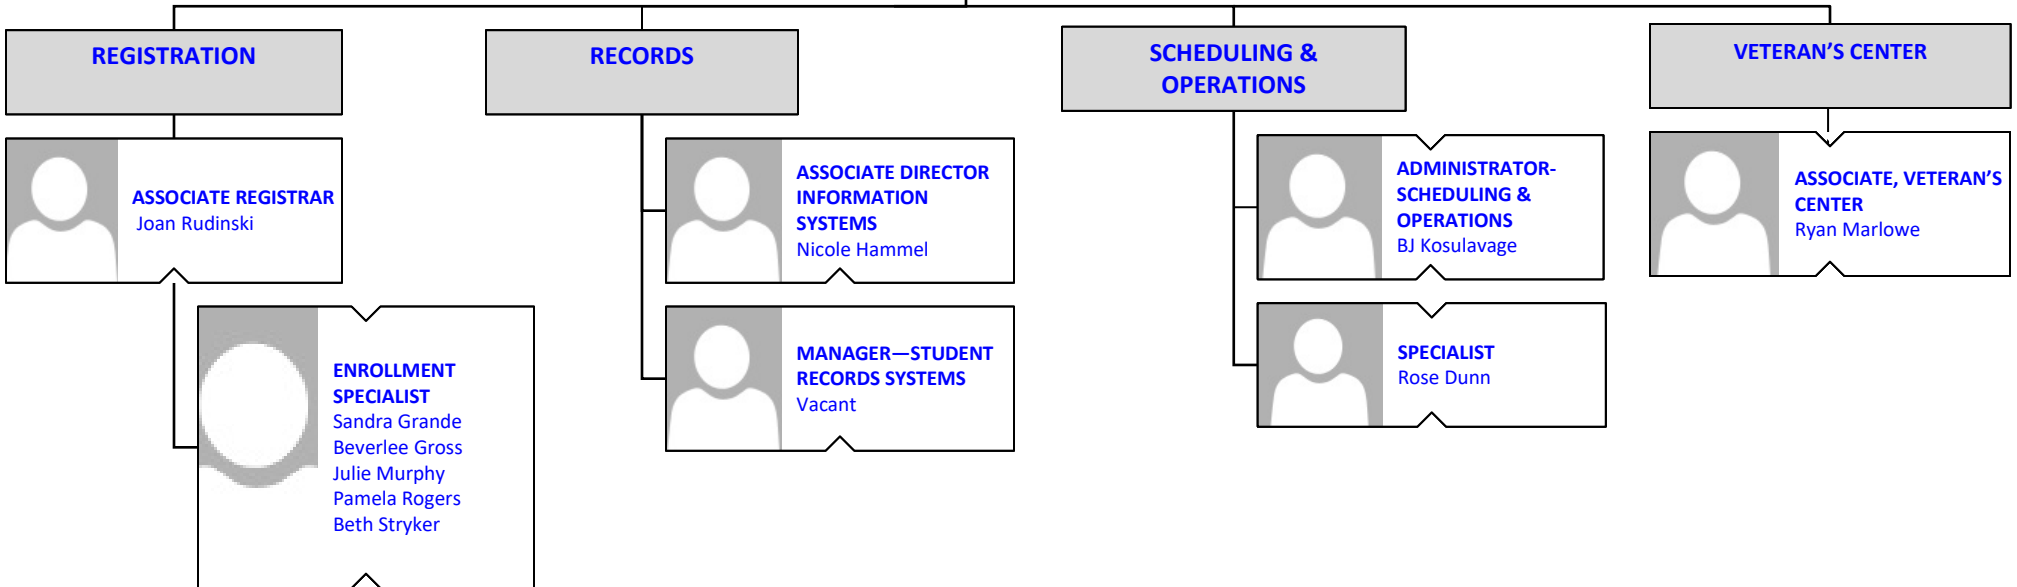 REGISTRATION
ASSOCIATE REGISTRAR
Joan Rudinski
ENROLLMENT
SPECIALIST
Sandra Grande
Beverlee Gross
Julie Murphy
Pamela Rogers
Beth Stryker
RECORDS
ASSOCIATE DIRECTOR
INFORMATION
SYSTEMS
Nicole Hammel
MANAGER—STUDENT
RECORDS SYSTEMS
Vacant
SCHEDULING &
OPERATIONS
ADMINISTRATOR-
SCHEDULING &
OPERATIONS
BJ Kosulavage
SPECIALIST
Rose Dunn
VETERAN’S CENTER
ASSOCIATE, VETERAN’S
CENTER
Ryan Marlowe